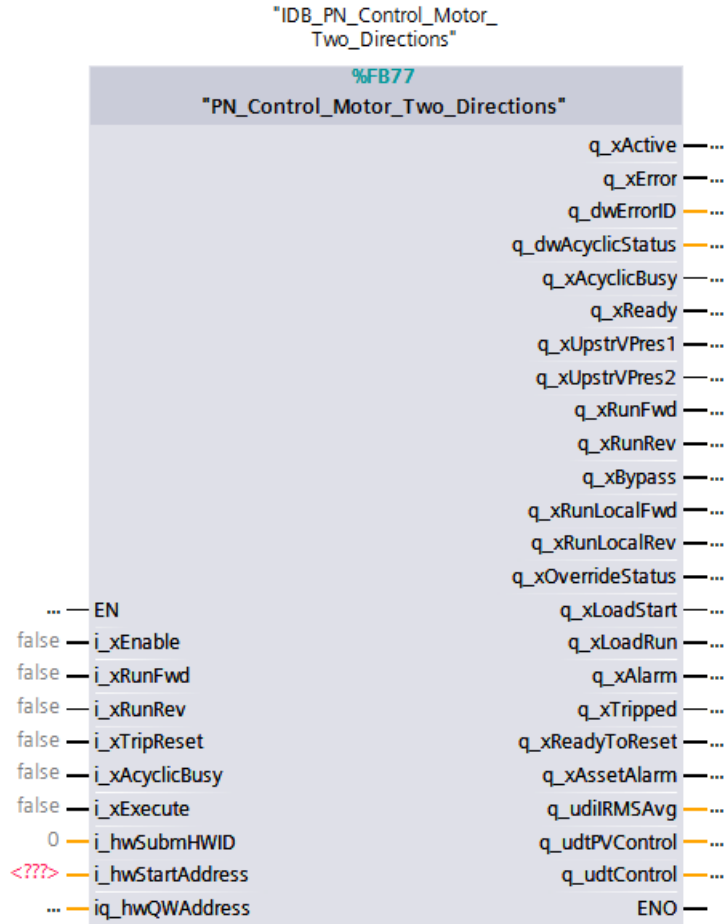 "IDB_PN_Control_Motor_
Two_Directions"
%FB77
"PN_Control_Motor_Two_Directions"
q_xActive ...
q_xError ...
q_dwErrorID ...
q_dwAcyclicStatus ...
q_xAcyclicBusy ...
q_xReady ...
q_xUpstrVPres1 ...
q_xUpstrVPres2 ...
q_xRunFwd ...
q_xRunRev ...
q_xBypass ...
q_xRunLocalFwd ...
q_xRunLocalRev ...
q_xOverrideStatus ...
... EN q_xLoadStart ...
false i_xEnable q_xLoadRun ...
false i_xRunFwd q_xAlarm ...
false i_xRunRev q_xTripped ...
false i_xTripReset q_xReadyToReset ...
false i_xAcyclicBusy q_xAssetAlarm ...
false i_xExecute q_udiIRMSAvg ...
0 i_hwSubmHWID q_udtPVControl ...
<???> i_hwStartAddress q_udtControl ...
... iq_hwQWAddress ENO